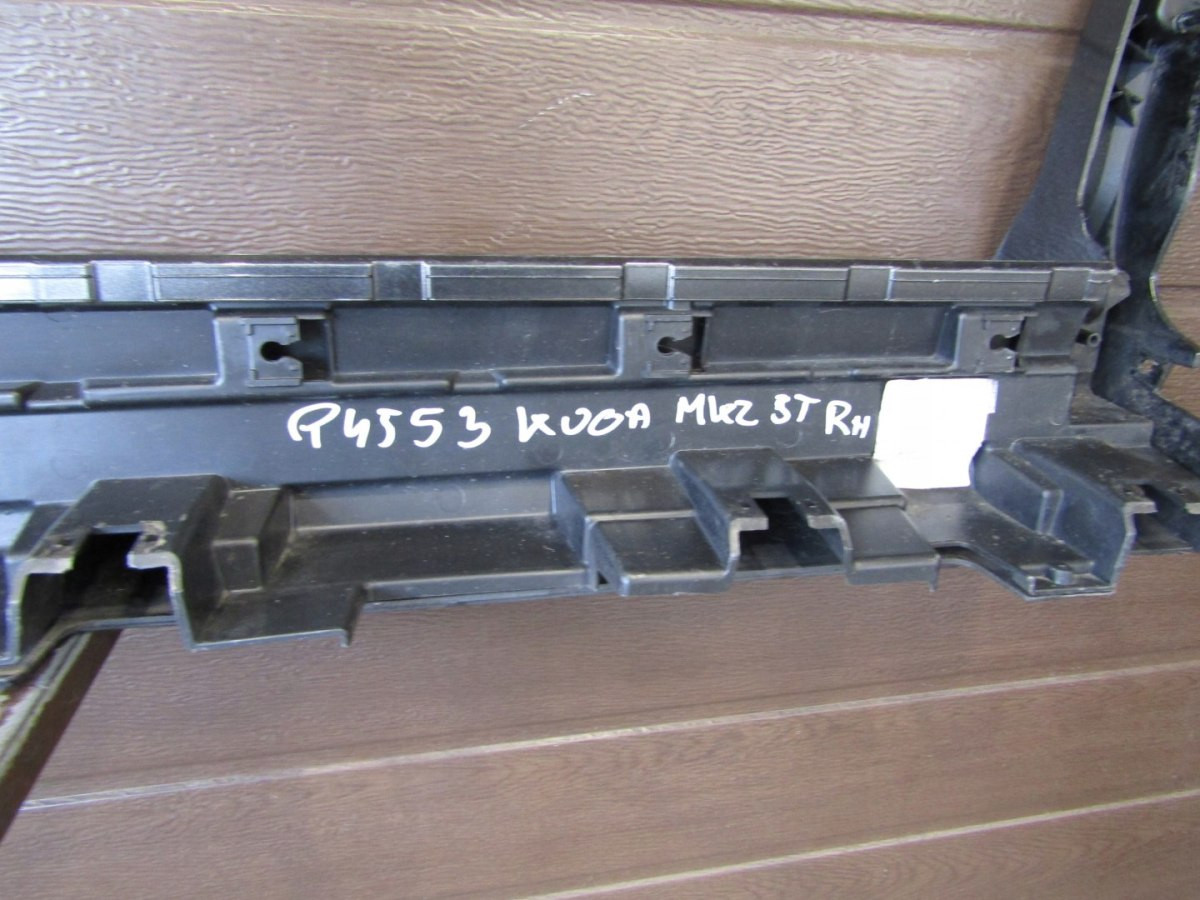 P4553 KUGA MK2 ST RH